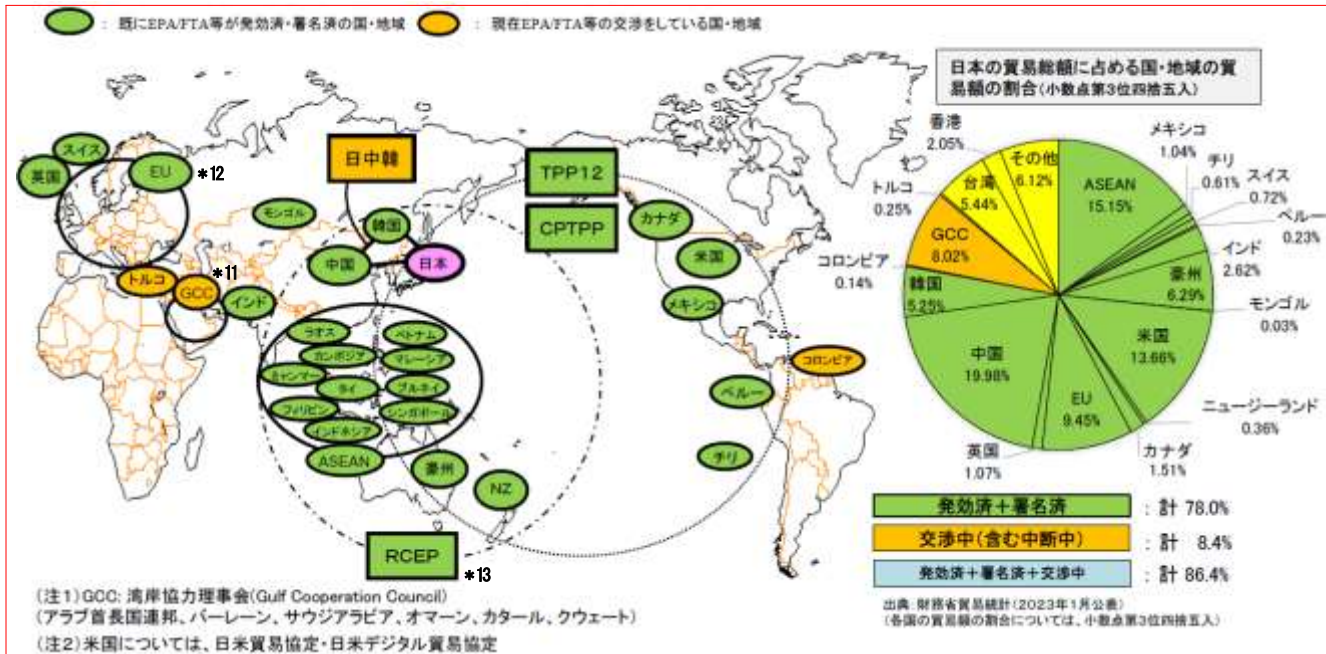 ： 既にEPA/FTA等が発効済・署名済の国・地域
： 現在EPA/FTA等の交渉をしている国・地域
日本の貿易総額に占める国・地域の貿
易額の割合(小数点第3位四捨五入)
スイス
英国
EU
*12
日中韓
TPP12
CPTPP
モンゴル
韓国
中国
日本
カナダ
米国
メキシコ
トルコ
GCC
*11
インド
ラオス
ベトナム
カンボジア
マレーシア
ミャンマー
タイ
ブルネイ
フィリピン
シンガポール
インドネシア
ASEAN
豪州
NZ
コロンビア
ペルー
チリ
RCEP
*13
香港
2.05%
その他
6.12%
台湾
5.44%
トルコ
0.25%
GCC
8.02%
コロンビア
0.14%
韓国
5.25%
中国
19.98%
英国
1.07%
EU
9.45%
カナダ
1.51%
ニュージーランド
0.36%
米国
13.66%
モンゴル
0.03%
豪州
6.29%
インド
2.62%
ペルー
0.23%
スイス
0.72%
チリ
0.61%
メキシコ
1.04%
ASEAN
15.15%
発効済＋署名済 ：計 78.0%
交渉中(含む中断中) ：計 8.4%
発効済＋署名済＋交渉中 ：計 86.4%
出典：財務省貿易統計(2023年1月公表)
(各国の貿易額の割合については、小数点第3位四捨五入)
(注1)GCC: 湾岸協力理事会(Gulf Cooperation Council)
(アラブ首長国連邦、バーレーン、サウジアラビア、オマーン、カタール、クウェート)
(注2)米国については、日米貿易協定・日米デジタル貿易協定